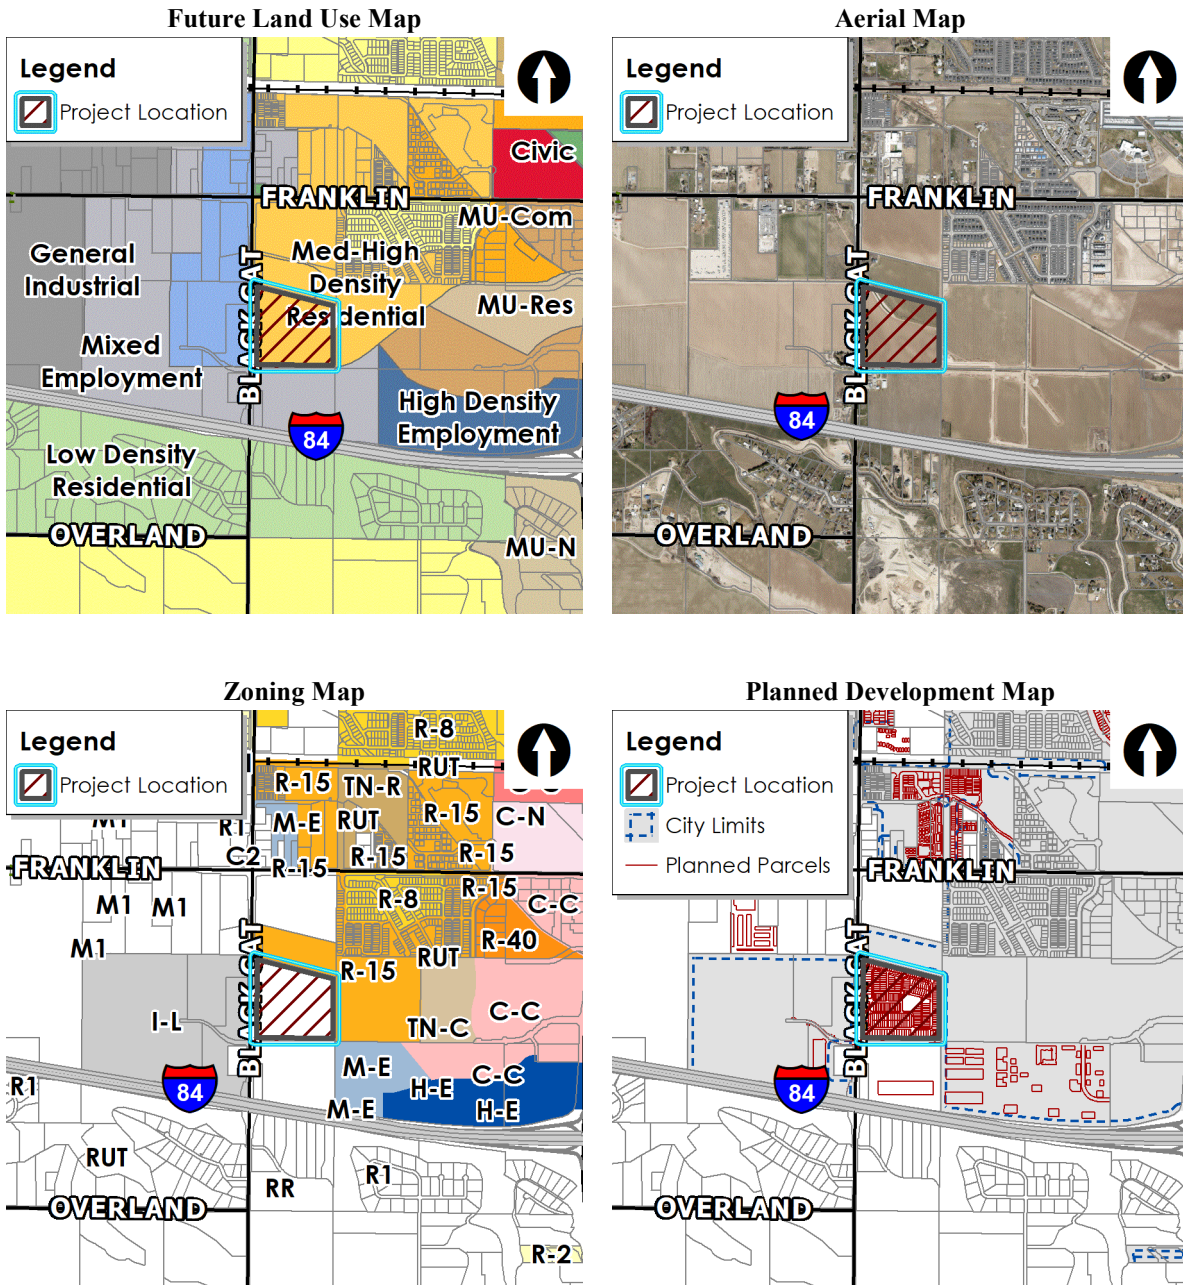 Future Land Use Map
Legend
Project Location
Civic
FRANKLIN
MU-Com
General
Industrial
Med-High
Density
Residential
BLACK CAT
MU-Res
Mixed
Employment
High Density
Employment
84
Low Density
Residential
OVERLAND
MU-N
Aerial Map
Legend
Project Location
FRANKLIN
BLACK CAT
84
OVERLAND
Zoning Map
Legend
Project Location
R-8
RUT
R-15
TN-R
M1
R1
M-E
RUT
R-15
C-N
C2
R-15
R-15
R-15
FRANKLIN
R-8
R-15
M1
M1
C-C
M1
BLACK CAT
R-40
RUT
R-15
I-L
TN-C
C-C
M-E
C-C
H-E
R1
84
M-E
H-E
RUT
RR
R1
OVERLAND
R-2
Planned Development Map
Legend
Project Location
City Limits
Planned Parcels
FRANKLIN
BLACK CAT
84
OVERLAND